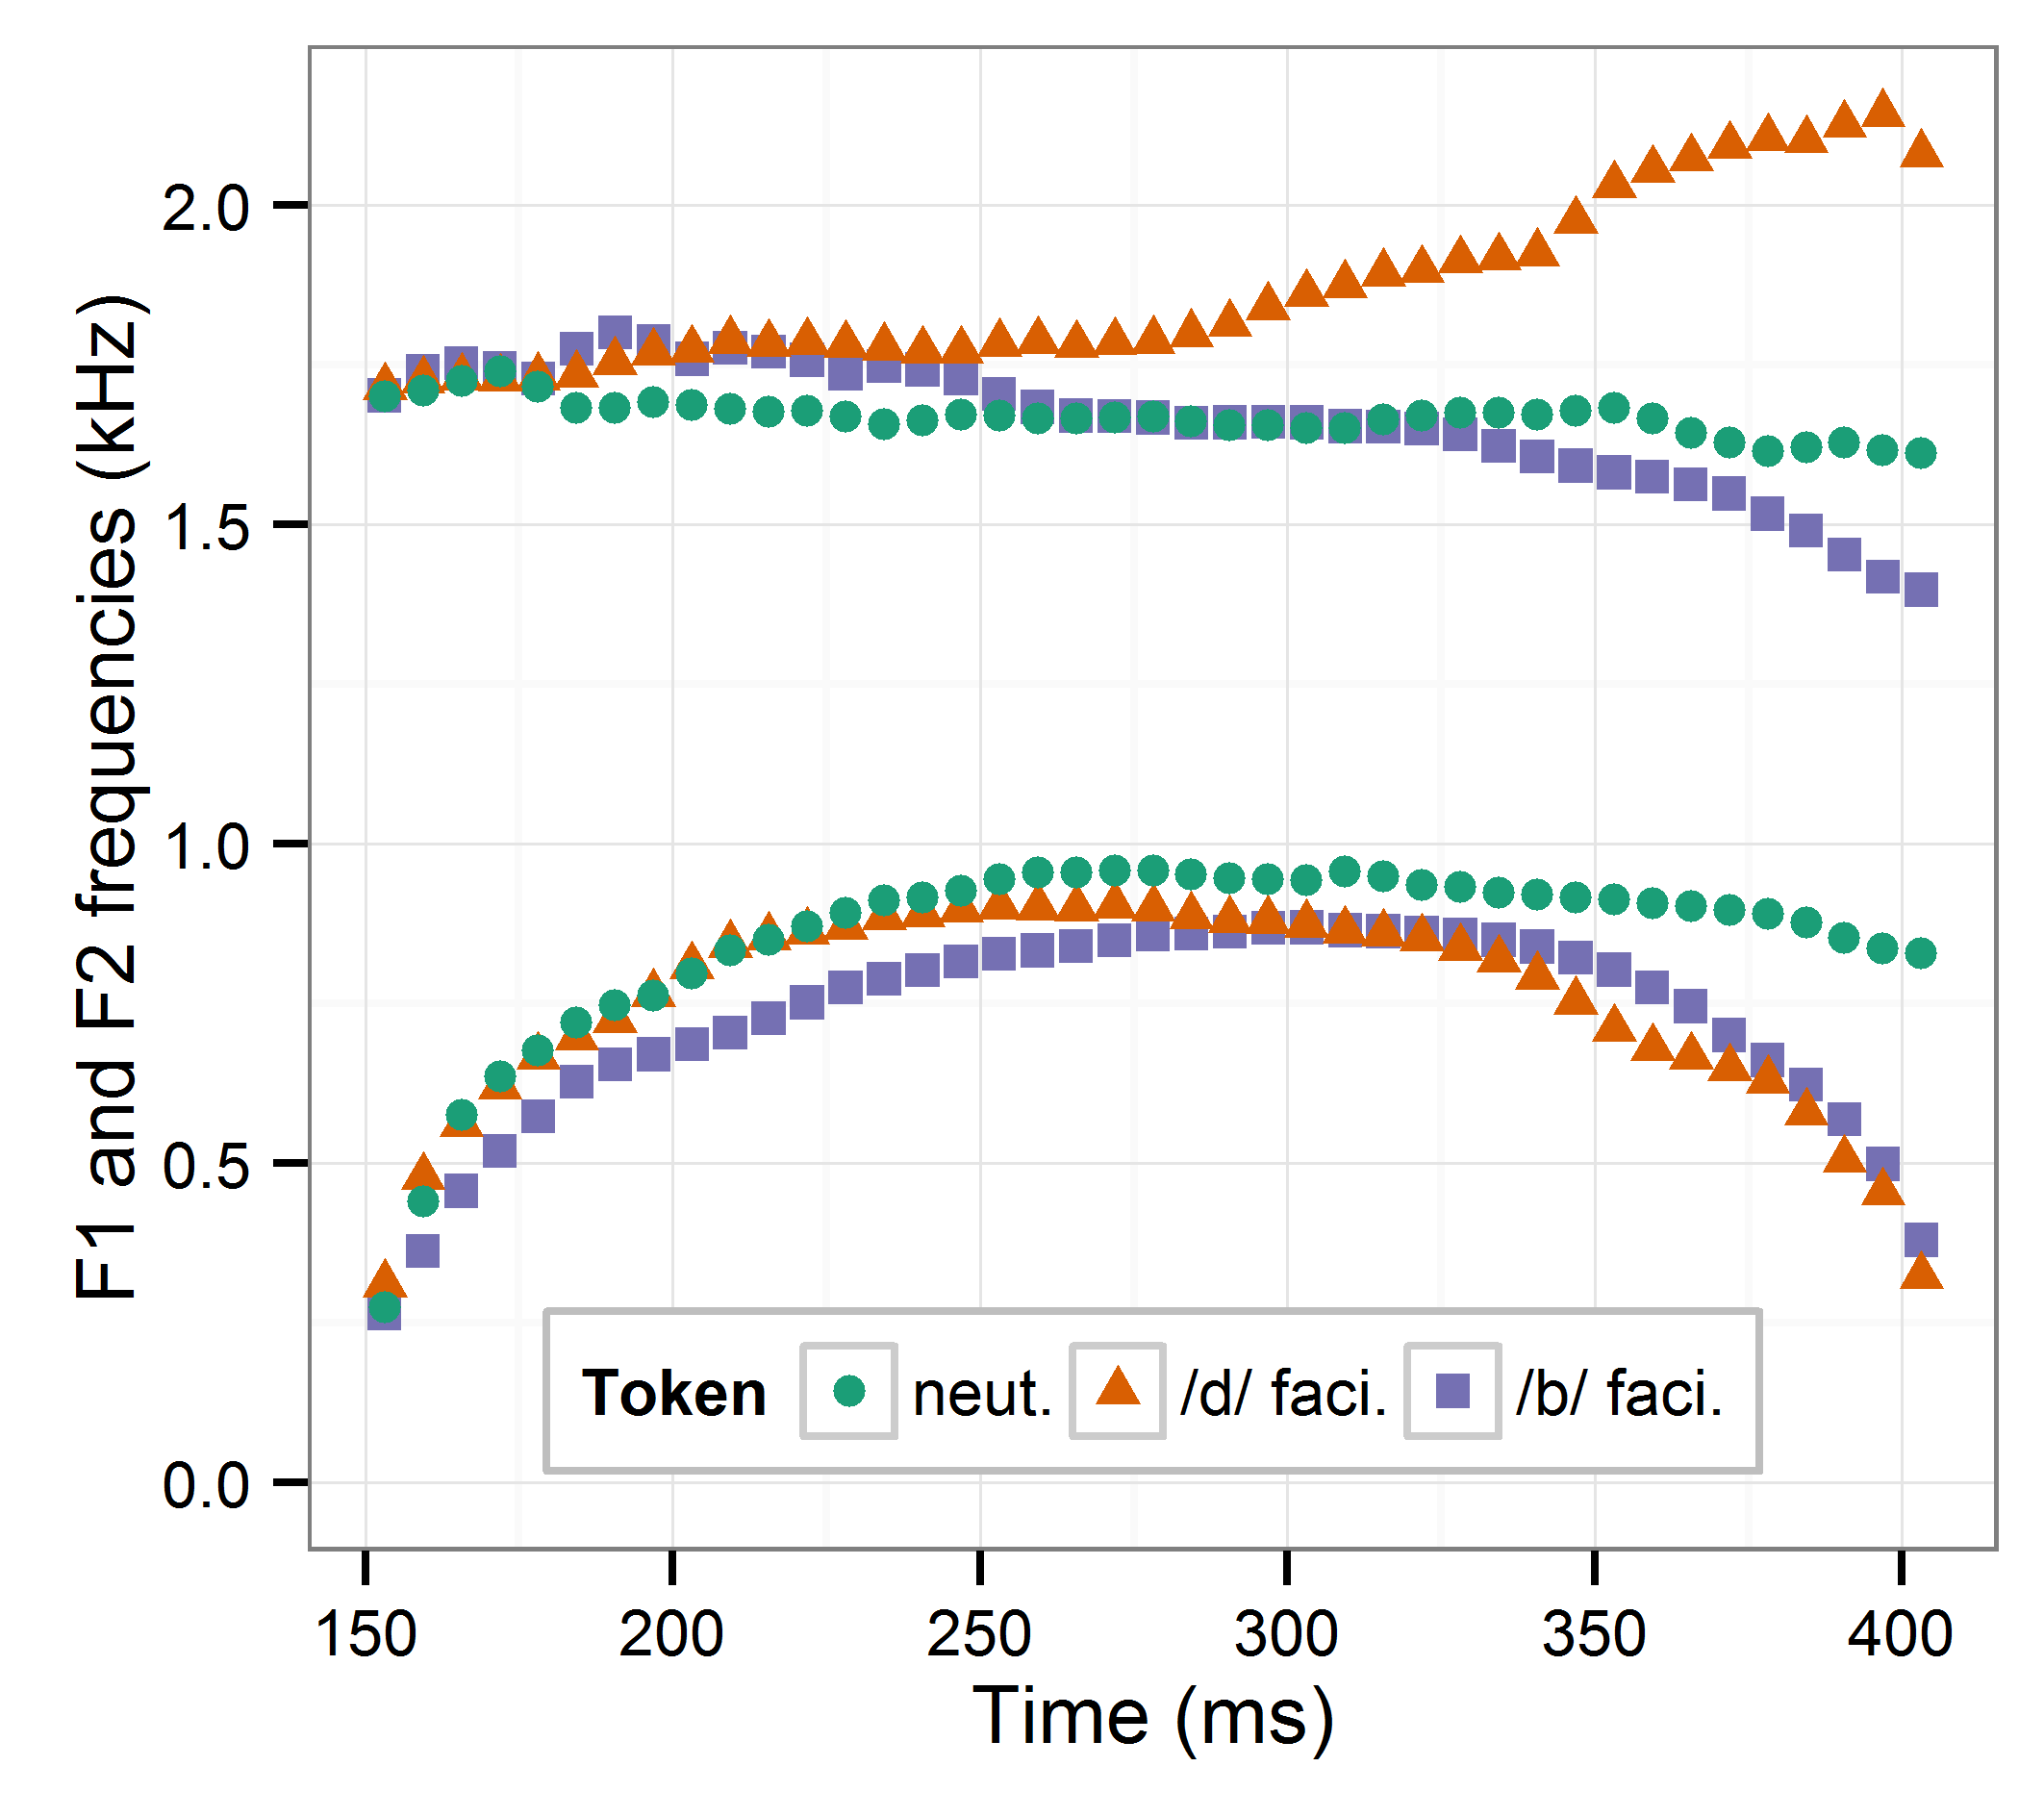 F1 and F2 frequencies (kHz)
2.0
1.5
1.0
0.5
0.0
Token neut. /d/ faci. /b/ faci.
150 200 250 300 350 400
Time (ms)